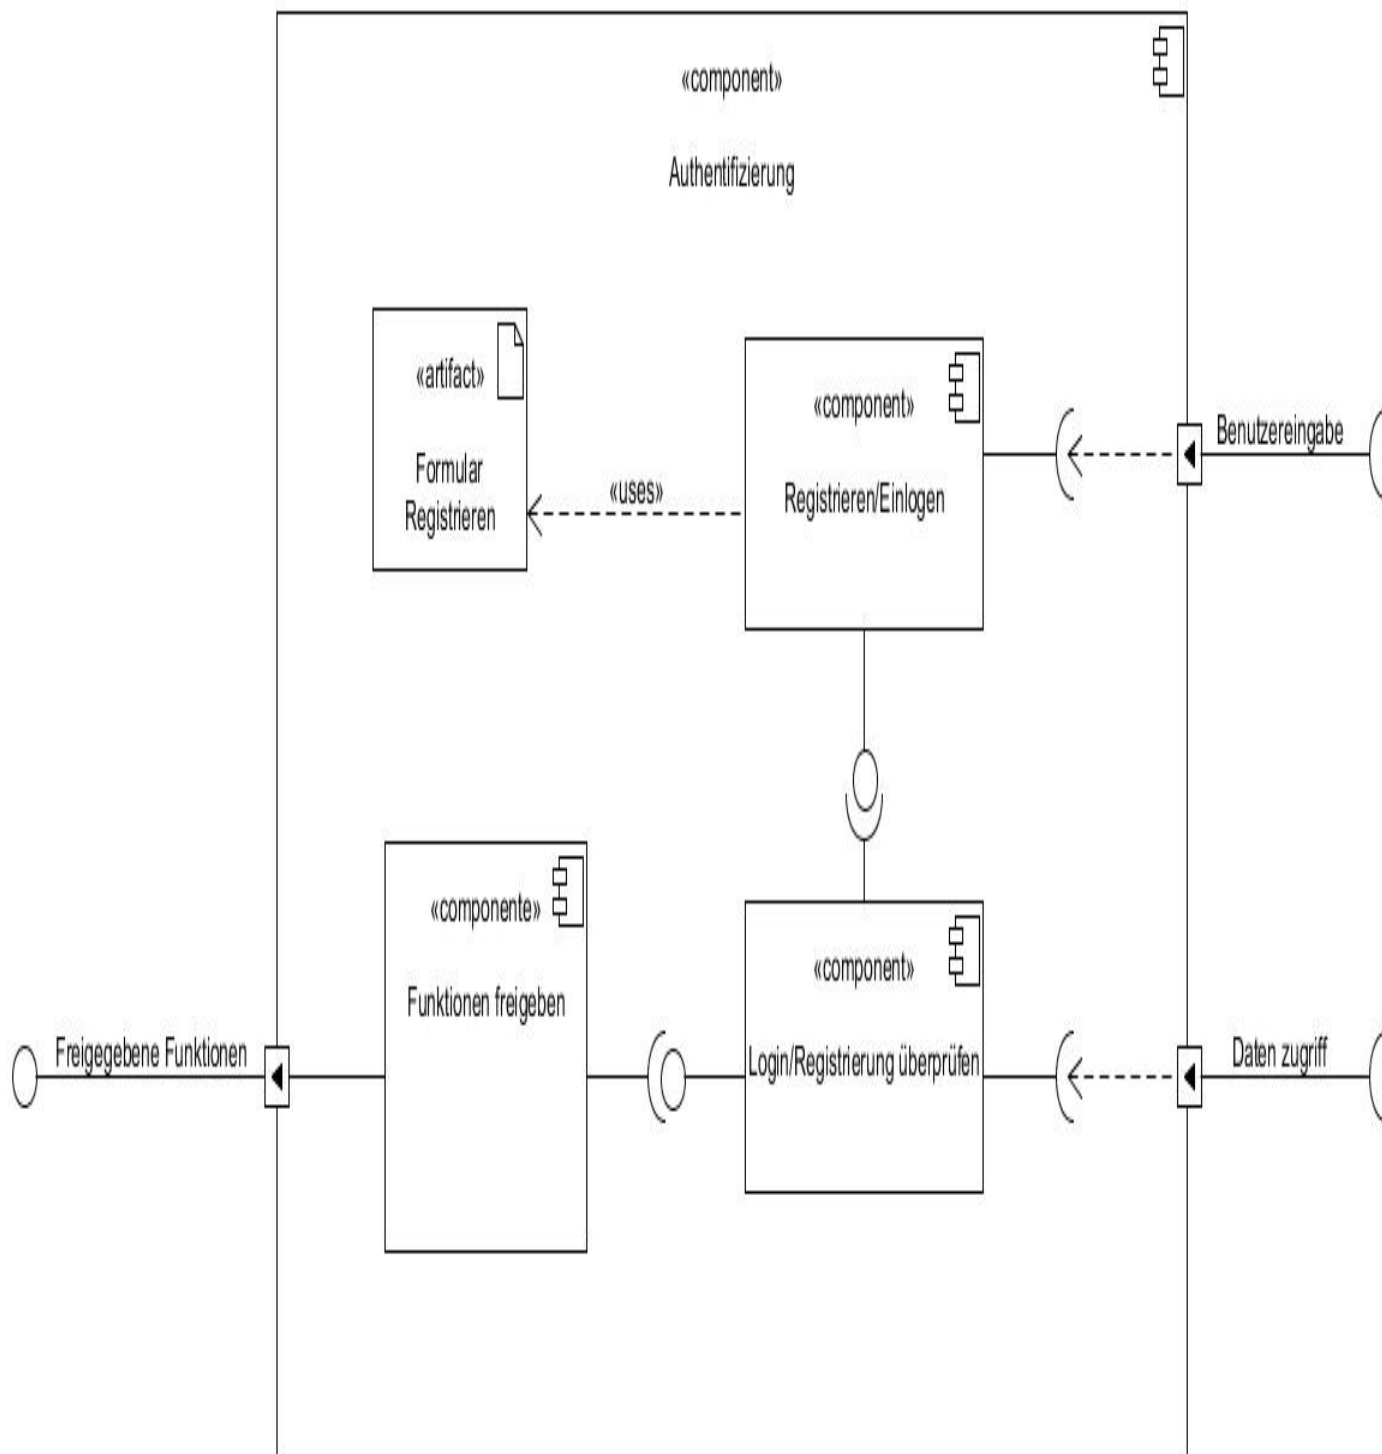 «component»
Authentifizierung
«artifact»
Formular
Registrieren
«uses»
«component»
Registrieren/Einlogen
Benutzereingabe
«componente»
Funktionen freigeben
«component»
Login/Registrierung überprüfen
Freigegebene Funktionen
Daten zugriff